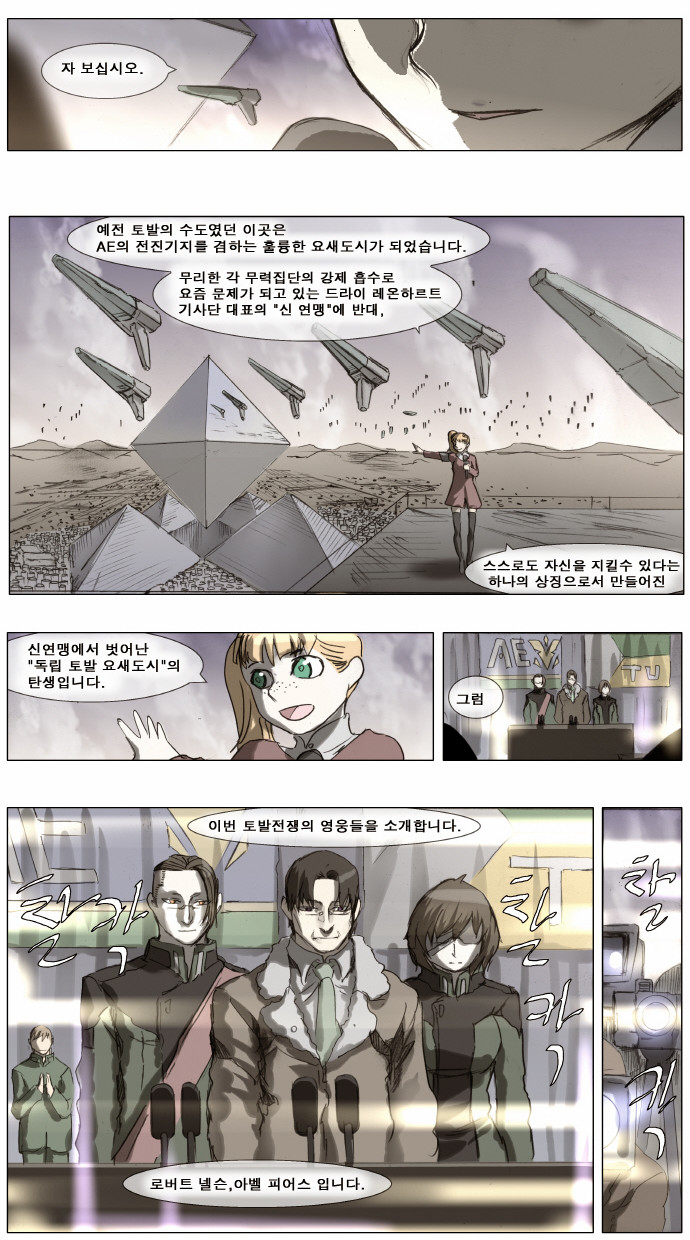 자 보십시오.
예전 토발의 수도였던 이곳은
AE의 전진기지를 겸하는 훌륭한 요새도시가 되었습니다.
무리한 각 무력집단의 강제 흡수로
요즘 문제가 되고 있는 드라이 레온하르트
기사단 대표의 "신 연맹"에 반대,
스스로도 자신을 지킬수 있다는
하나의 상징으로서 만들어진
신연맹에서 벗어난
"독립 토발 요새도시"의
탄생입니다.
AE
TU
그럼
이번 토발전쟁의 영웅들을 소개합니다.
E
T
찰칵
찰칵
찰칵
로버트 넬슨,아벨 피어스 입니다.